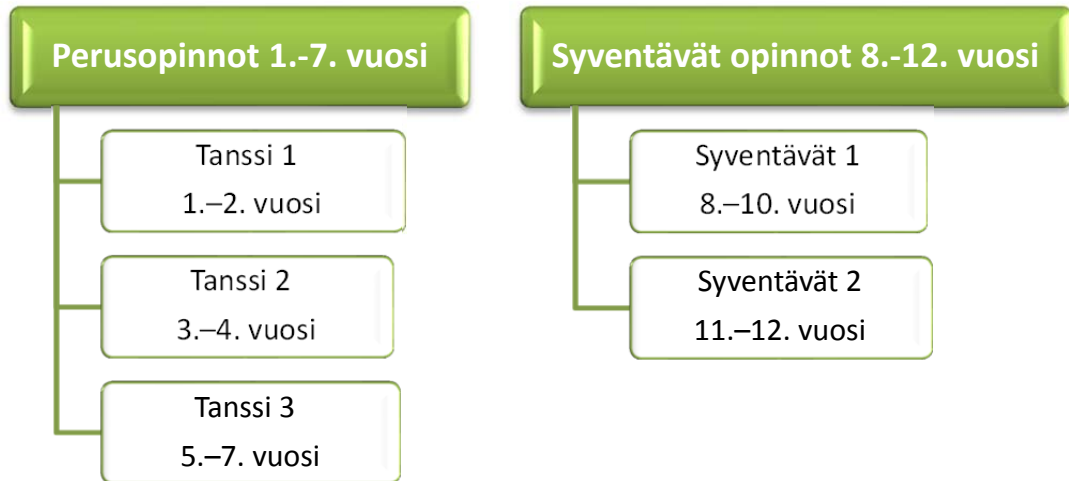 Perusopinnot 1.-7. vuosi
Tanssi 1
1.–2. vuosi
Tanssi 2
3.–4. vuosi
Tanssi 3
5.–7. vuosi
Syventävät opinnot 8.-12. vuosi
Syventävät 1
8.–10. vuosi
Syventävät 2
11.–12. vuosi